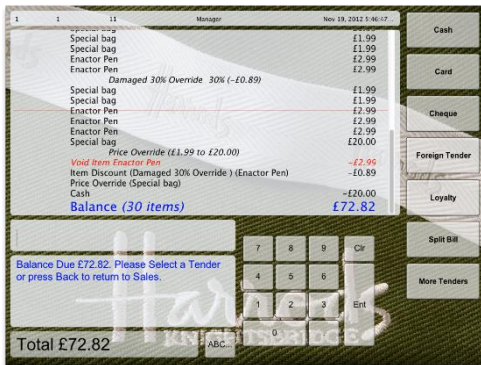 1 1 11 Manager Nov 19, 2012 5:46:47...
Special bag £1.99
Special bag £1.99
Enactor Pen £2.99
Enactor Pen £2.99
Damaged 30% Override 30% (-£0.89)
Special bag £1.99
Special bag £1.99
Enactor Pen £2.99
Enactor Pen £2.99
Enactor Pen £2.99
Special bag £20.00
Price Override (£1.99 to £20.00)
Void Item Enactor Pen -£2.99
Item Discount (Damaged 30% Override ) (Enactor Pen) -£0.89
Price Override (Special bag)
Cash -£20.00
Balance (30 items) £72.82
Balance Due £72.82. Please Select a Tender
or press Back to return to Sales.
Total £72.82
ABC...
7 8 9 Clr
4 5 6
1 2 3 Ent
0
Harrods
KNIGHTSBRIDGE
Cash
Card
Cheque
Foreign Tender
Loyalty
Split Bill
More Tenders